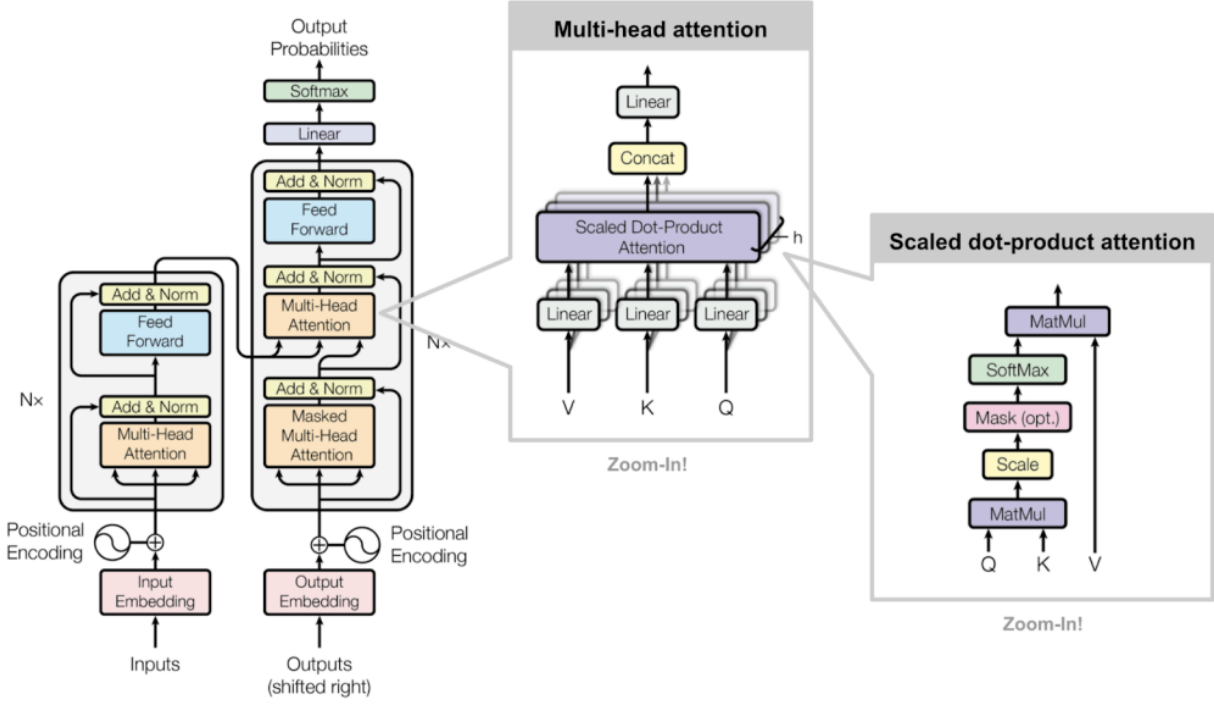 Output
Probabilities
Softmax
Linear
Add & Norm
Feed
Forward
Add & Norm
Multi-Head
Attention
Nx
Add & Norm
Masked
Multi-Head
Attention
Add & Norm
Feed
Forward
Nx
Add & Norm
Multi-Head
Attention
Positional
Encoding
Positional
Encoding
Input
Embedding
Output
Embedding
Inputs
Outputs
(shifted right)
Multi-head attention
Linear
Concat
Scaled Dot-Product
Attention
h
Linear
Linear
Linear
V
K
Q
Zoom-In!
Scaled dot-product attention
MatMul
SoftMax
Mask (opt.)
Scale
MatMul
Q
K
V
Zoom-In!